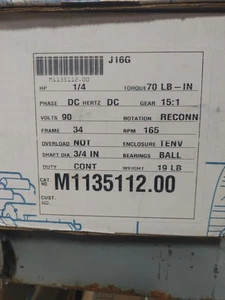 J16G
M1135112.00
HP 1/4 TORQUE 70 LB-IN
PHASE DC HERTZ DC GEAR 15:1
VOLTS 90 ROTATION RECONN
FRAME 34 RPM 165
OVERLOAD NOT ENCLOSURE TENV
SHAFT DIA. 3/4 IN BEARINGS BALL
DUTY CONT WEIGHT 19 LB
CAT. NO. M1135112.00
CUST. NO.